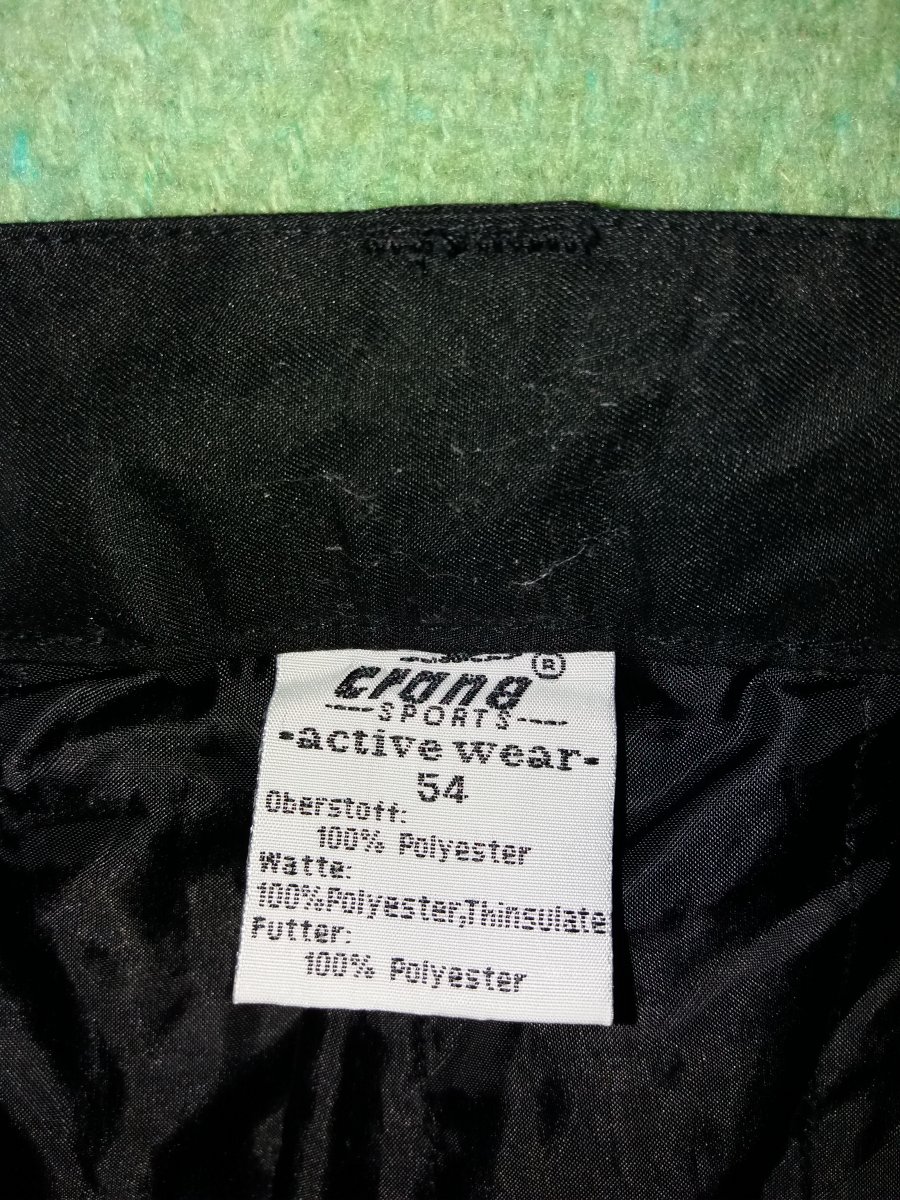 crane ®
SPORTS
•active wear•
54
Oberstoff:
100% Polyester
Watte:
100%Polyester,Thinsulate
Futter:
100% Polyester